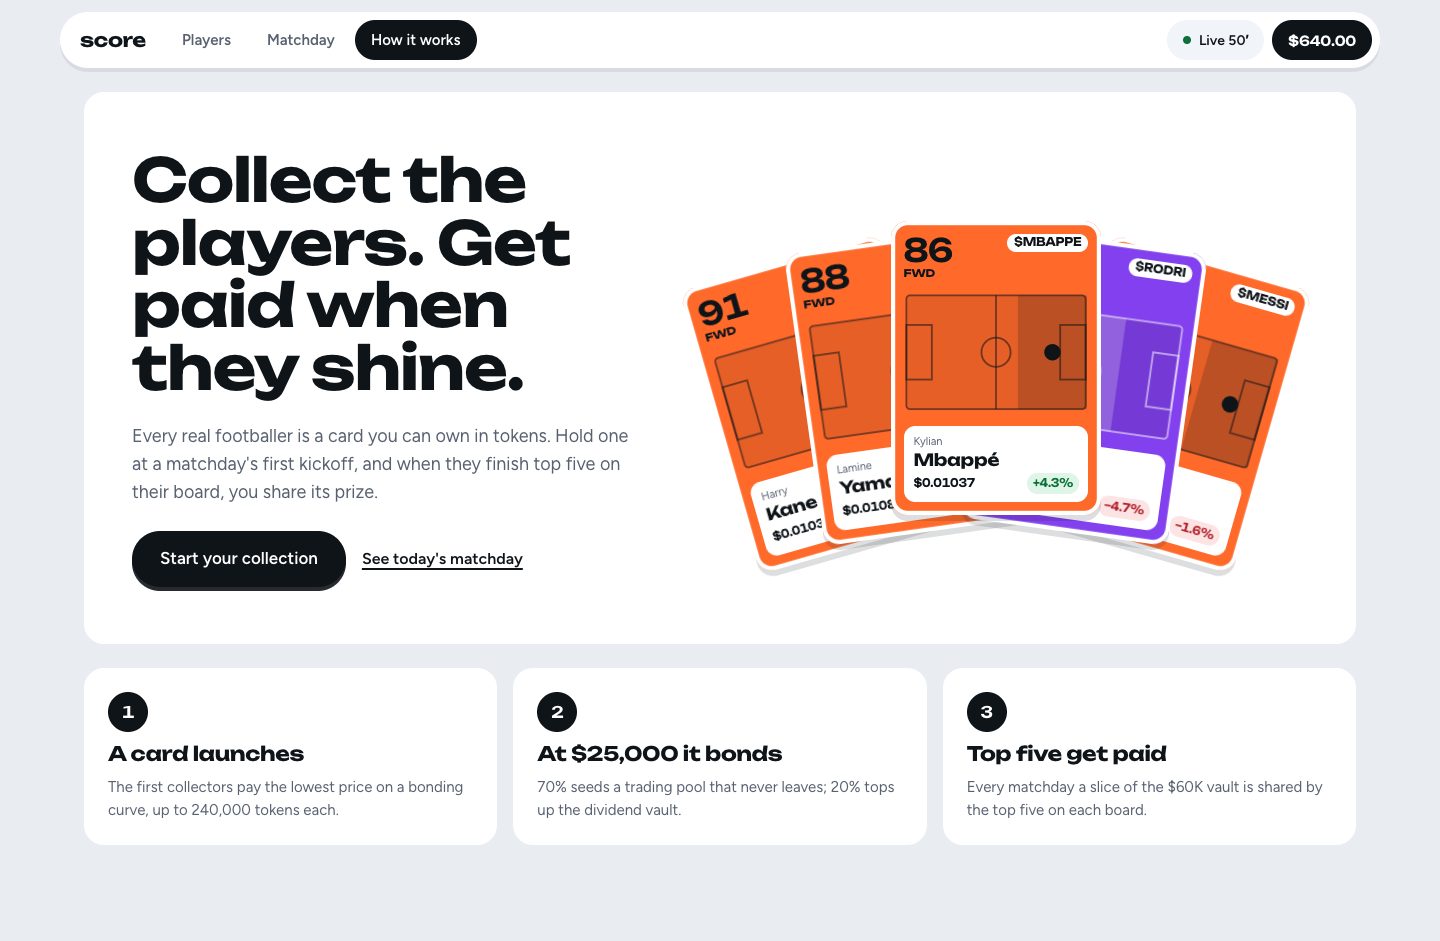 score
Players
Matchday
How it works
Live 50'
$640.00
Collect the
players. Get
paid when
they shine.
Every real footballer is a card you can own in tokens. Hold one
at a matchday's first kickoff, and when they finish top five on
their board, you share its prize.
Start your collection
See today's matchday
91
FWD
Harry
Kane
$0.0103
88
FWD
Lamine
Yama
$0.0108
86
FWD
$MBAPPE
Kylian
Mbappé
$0.01037
+4.3%
$RODRI
-4.7%
$MESSI
-1.6%
1
A card launches
The first collectors pay the lowest price on a bonding
curve, up to 240,000 tokens each.
2
At $25,000 it bonds
70% seeds a trading pool that never leaves; 20% tops
up the dividend vault.
3
Top five get paid
Every matchday a slice of the $60K vault is shared by
the top five on each board.